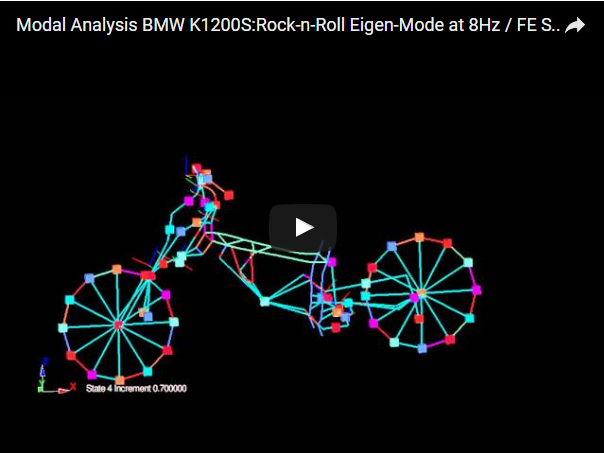 Modal Analysis BMW K1200S:Rock-n-Roll Eigen-Mode at 8Hz / FE S..
Z
Y
X
State 4 Increment 0.700000